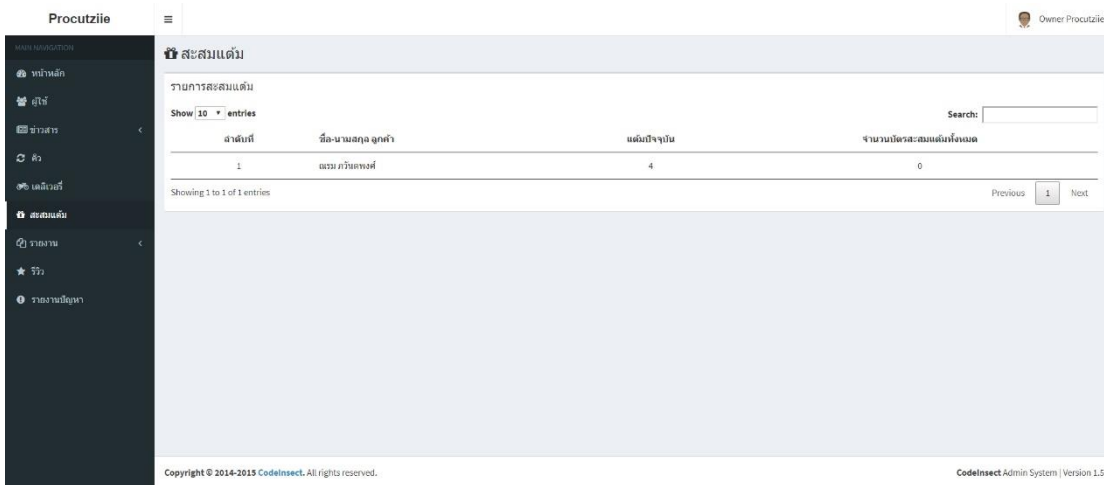 Procutziie
Owner Procutziie
MAIN NAVIGATION
หน้าหลัก
ผู้ใช้
ข่าวสาร
คิว
เดลิเวอรี่
สะสมแต้ม
รายงาน
รีวิว
รายงานปัญหา
สะสมแต้ม
รายการสะสมแต้ม
Show 10 entries
Search:
ลำดับที่ ชื่อ-นามสกุล ลูกค้า แต้มปัจจุบัน จำนวนบัตรสะสมแต้มทั้งหมด
1 4 0
Showing 1 to 1 of 1 entries
Previous 1 Next
Copyright © 2014-2015 CodeInsect. All rights reserved.
CodeInsect Admin System | Version 1.5